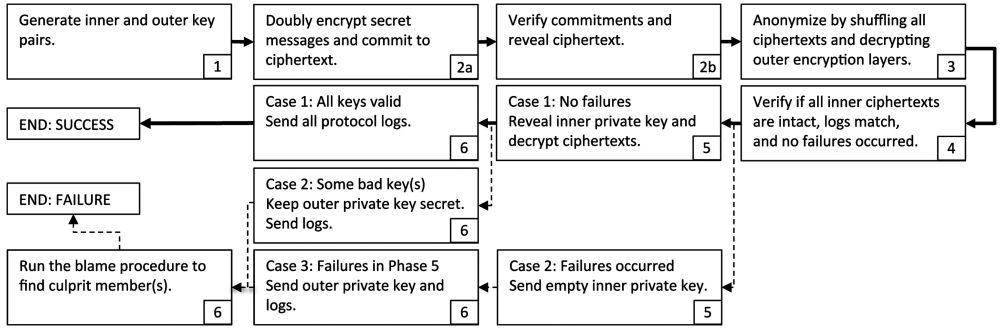 Generate inner and outer key
pairs.
1
Doubly encrypt secret
messages and commit to
ciphertext.
2a
Verify commitments and
reveal ciphertext.
2b
Anonymize by shuffling all
ciphertexts and decrypting
outer encryption layers.
3
END: SUCCESS
Case 1: All keys valid
Send all protocol logs.
6
Case 1: No failures
Reveal inner private key and
decrypt ciphertexts.
5
Verify if all inner ciphertexts
are intact, logs match,
and no failures occurred.
4
END: FAILURE
Case 2: Some bad key(s)
Keep outer private key secret.
Send logs.
6
Run the blame procedure to
find culprit member(s).
6
Case 3: Failures in Phase 5
Send outer private key and
logs.
6
Case 2: Failures occurred
Send empty inner private key.
5